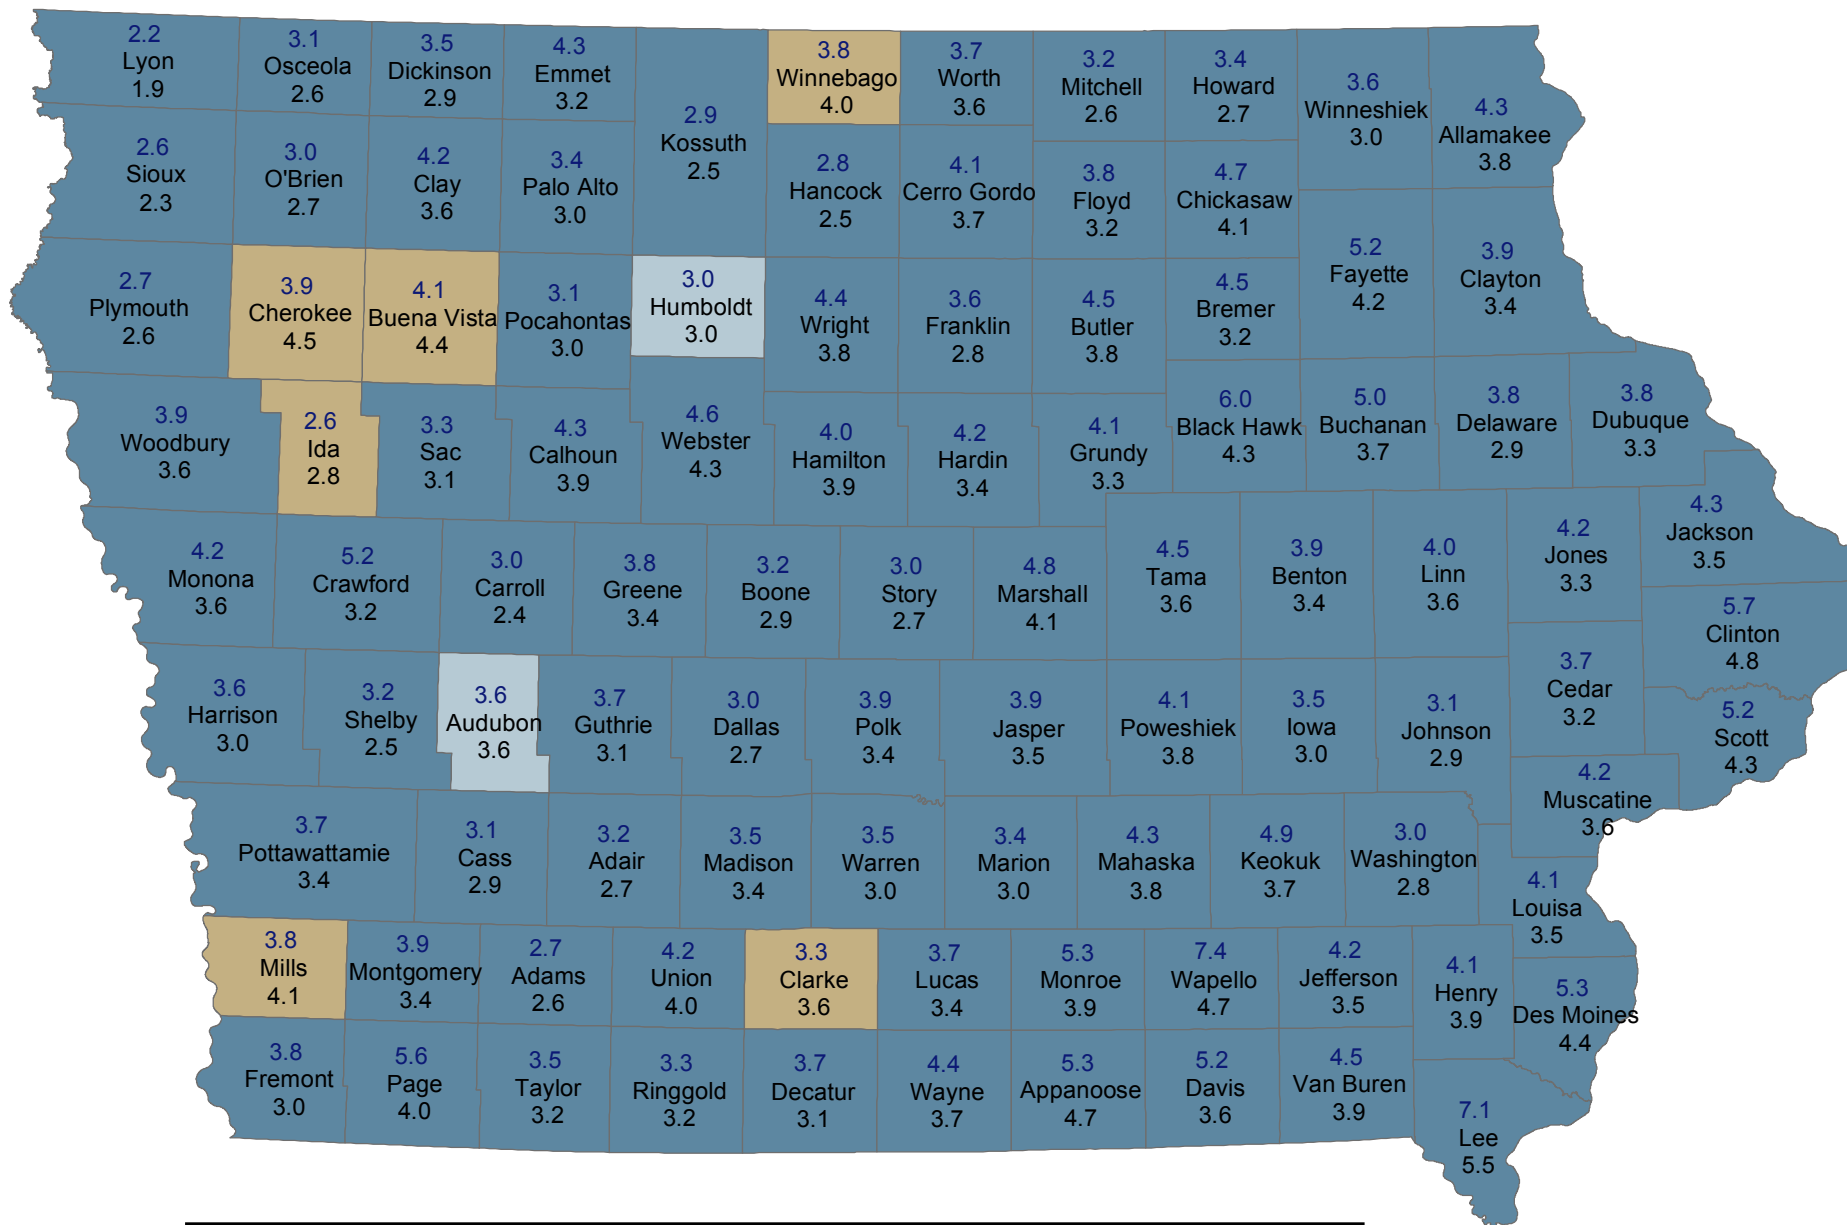 2.2
Lyon
1.9
3.1
Osceola
2.6
3.5
Dickinson
2.9
4.3
Emmet
3.2
2.9
Kossuth
2.5
3.8
Winnebago
4.0
3.7
Worth
3.6
3.2
Mitchell
2.6
3.4
Howard
2.7
3.6
Winneshiek
3.0
4.3
Allamakee
3.8
2.6
Sioux
2.3
3.0
O'Brien
2.7
4.2
Clay
3.6
3.4
Palo Alto
3.0
2.8
Hancock
2.5
4.1
Cerro Gordo
3.7
3.8
Floyd
3.2
4.7
Chickasaw
4.1
5.2
Fayette
4.2
3.9
Clayton
3.4
2.7
Plymouth
2.6
3.9
Cherokee
4.5
4.1
Buena Vista
4.4
3.1
Pocahontas
3.0
3.0
Humboldt
3.0
4.4
Wright
3.8
3.6
Franklin
2.8
4.5
Butler
3.8
4.5
Bremer
3.2
3.9
Woodbury
3.6
2.6
Ida
2.8
3.3
Sac
3.1
4.3
Calhoun
3.9
4.6
Webster
4.3
4.0
Hamilton
3.9
4.2
Hardin
3.4
4.1
Grundy
3.3
6.0
Black Hawk
4.3
5.0
Buchanan
3.7
3.8
Delaware
2.9
3.8
Dubuque
3.3
4.2
Monona
3.6
5.2
Crawford
3.2
3.0
Carroll
2.4
3.8
Greene
3.4
3.2
Boone
2.9
3.0
Story
2.7
4.8
Marshall
4.1
4.5
Tama
3.6
3.9
Benton
3.4
4.0
Linn
3.6
4.2
Jones
3.3
4.3
Jackson
3.5
5.7
Clinton
4.8
3.6
Harrison
3.0
3.2
Shelby
2.5
3.6
Audubon
3.6
3.7
Guthrie
3.1
3.0
Dallas
2.7
3.9
Polk
3.4
3.9
Jasper
3.5
4.1
Poweshiek
3.8
3.5
Iowa
3.0
3.1
Johnson
2.9
3.7
Cedar
3.2
5.2
Scott
4.3
4.2
Muscatine
3.6
3.7
Pottawattamie
3.4
3.1
Cass
2.9
3.2
Adair
2.7
3.5
Madison
3.4
3.5
Warren
3.0
3.4
Marion
3.0
4.3
Mahaska
3.8
4.9
Keokuk
3.7
3.0
Washington
2.8
4.1
Louisa
3.5
3.8
Mills
4.1
3.9
Montgomery
3.4
2.7
Adams
2.6
4.2
Union
4.0
3.3
Clarke
3.6
3.7
Lucas
3.4
5.3
Monroe
3.9
7.4
Wapello
4.7
4.2
Jefferson
3.5
4.1
Henry
3.9
5.3
Des Moines
4.4
3.8
Fremont
3.0
5.6
Page
4.0
3.5
Taylor
3.2
3.3
Ringgold
3.2
3.7
Decatur
3.1
4.4
Wayne
3.7
5.3
Appanoose
4.7
5.2
Davis
3.6
4.5
Van Buren
3.9
7.1
Lee
5.5